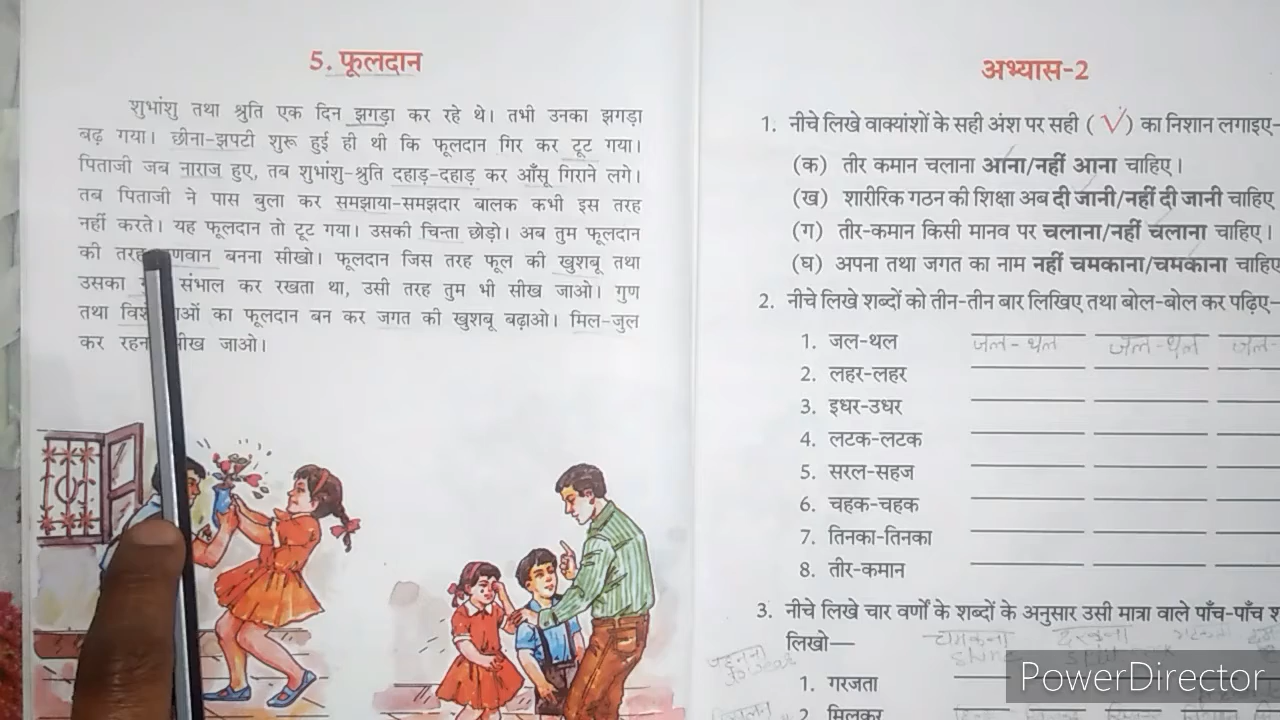 5. फूलदान
शुभांशु तथा श्रुति एक दिन झगड़ा कर रहे थे। तभी उनका झगड़ा
बढ़ गया। छीना-झपटी शुरू हुई ही थी कि फूलदान गिर कर टूट गया।
पिताजी जब नाराज हुए, तब शुभांशु-श्रुति दहाड़-दहाड़ कर आँसू गिराने लगे।
तब पिताजी ने पास बुला कर समझाया-समझदार बालक कभी इस तरह
नहीं करते। यह फूलदान तो टूट गया। उसकी चिन्ता छोड़ो। अब तुम फूलदान
की तरह णवान बनना सीखो। फूलदान जिस तरह फूल की खुशबू तथा
उसका संभाल कर रखता था, उसी तरह तुम भी सीख जाओ। गुण
तथा विशे ओं का फूलदान बन कर जगत की खुशबू बढ़ाओ। मिल-जुल
कर रहन सीख जाओ।
अभ्यास-2
1. नीचे लिखे वाक्यांशों के सही अंश पर सही ( √ ) का निशान लगाइए-
(क) तीर कमान चलाना आना/नहीं आना चाहिए।
(ख) शारीरिक गठन की शिक्षा अब दी जानी/नहीं दी जानी चाहिए
(ग) तीर-कमान किसी मानव पर चलाना/नहीं चलाना चाहिए।
(घ) अपना तथा जगत का नाम नहीं चमकाना/चमकाना चाहिए
2. नीचे लिखे शब्दों को तीन-तीन बार लिखिए तथा बोल-बोल कर पढ़िए-
1. जल-थल जल-थल जल-थल जल-
2. लहर-लहर
3. इधर-उधर
4. लटक-लटक
5. सरल-सहज
6. चहक-चहक
7. तिनका-तिनका
8. तीर-कमान
3. नीचे लिखे चार वर्णों के शब्दों के अनुसार उसी मात्रा वाले पाँच-पाँच श
लिखो— चमकना
1. गरजता
2. मिलकर
PowerDirector